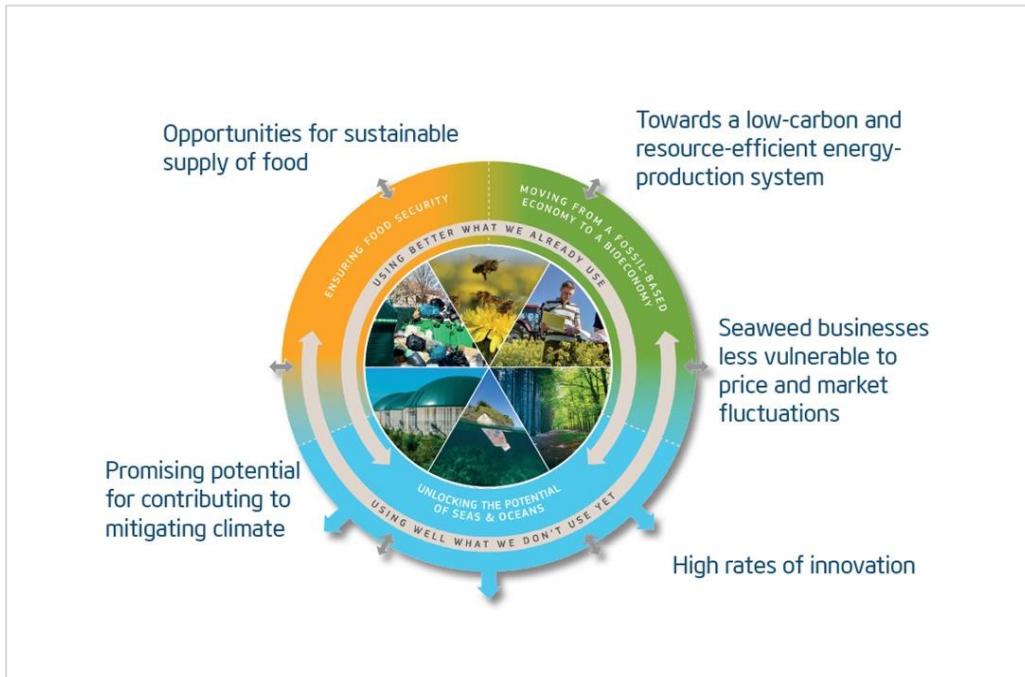 Opportunities for sustainable
supply of food
Towards a low-carbon and
resource-efficient energy-
production system
ENSURING FOOD SECURITY
MOVING FROM A FOSSIL-BASED
ECONOMY TO A BIOECONOMY
USING BETTER WHAT WE ALREADY USE
Seaweed businesses
less vulnerable to
price and market
fluctuations
Promising potential
for contributing to
mitigating climate
UNLOCKING THE POTENTIAL
OF SEAS & OCEANS
USING WELL WHAT WE DON'T USE YET
High rates of innovation